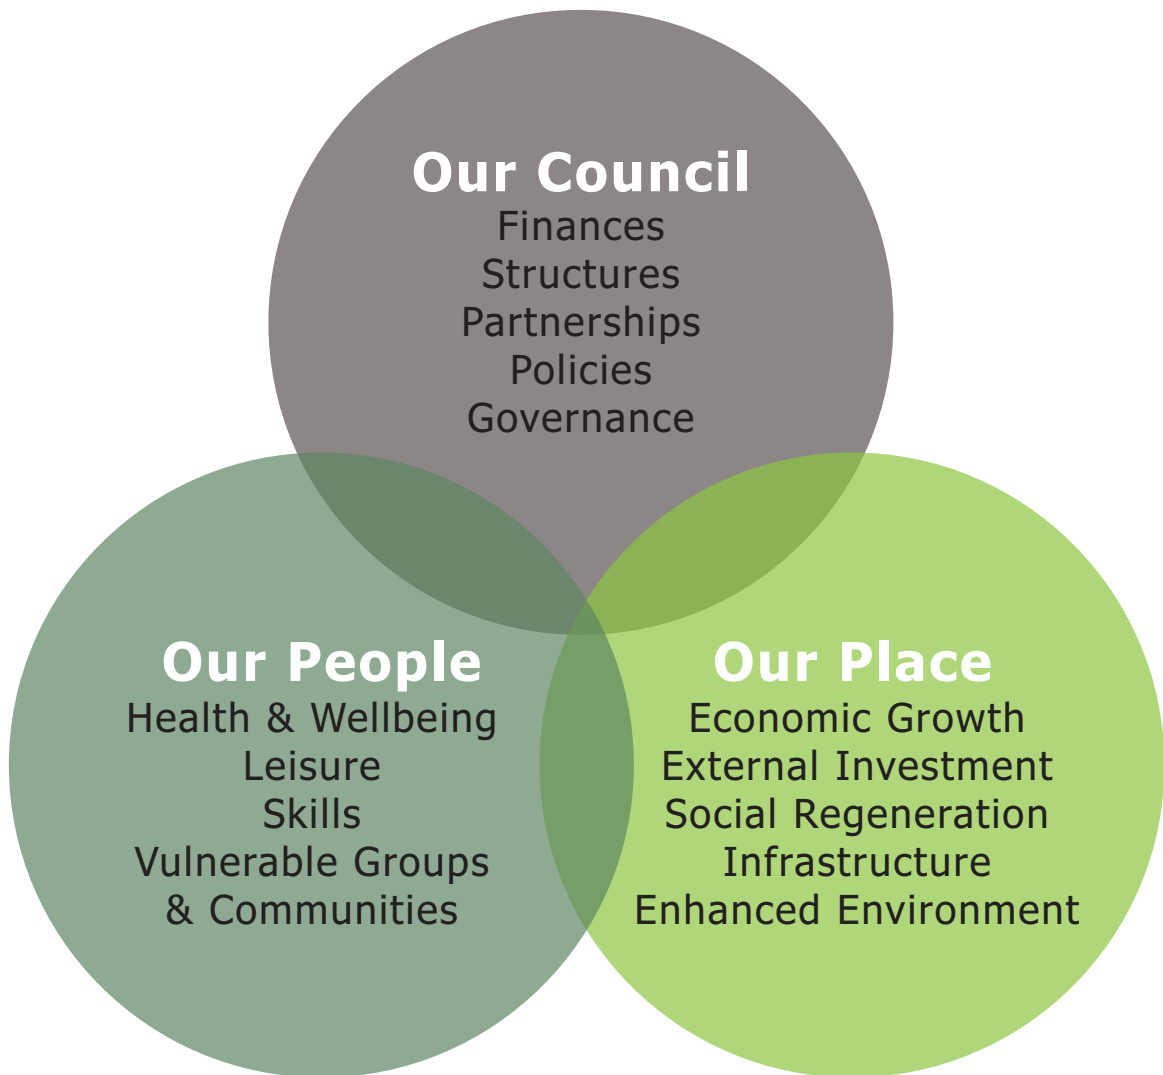 Our Council
Finances
Structures
Partnerships
Policies
Governance
Our People
Health & Wellbeing
Leisure
Skills
Vulnerable Groups
& Communities
Our Place
Economic Growth
External Investment
Social Regeneration
Infrastructure
Enhanced Environment